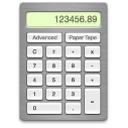 123456.89
Advanced Paper Tape
C ± ÷ ×
7 8 9 -
4 5 6 +
1 2 3 =
0 .